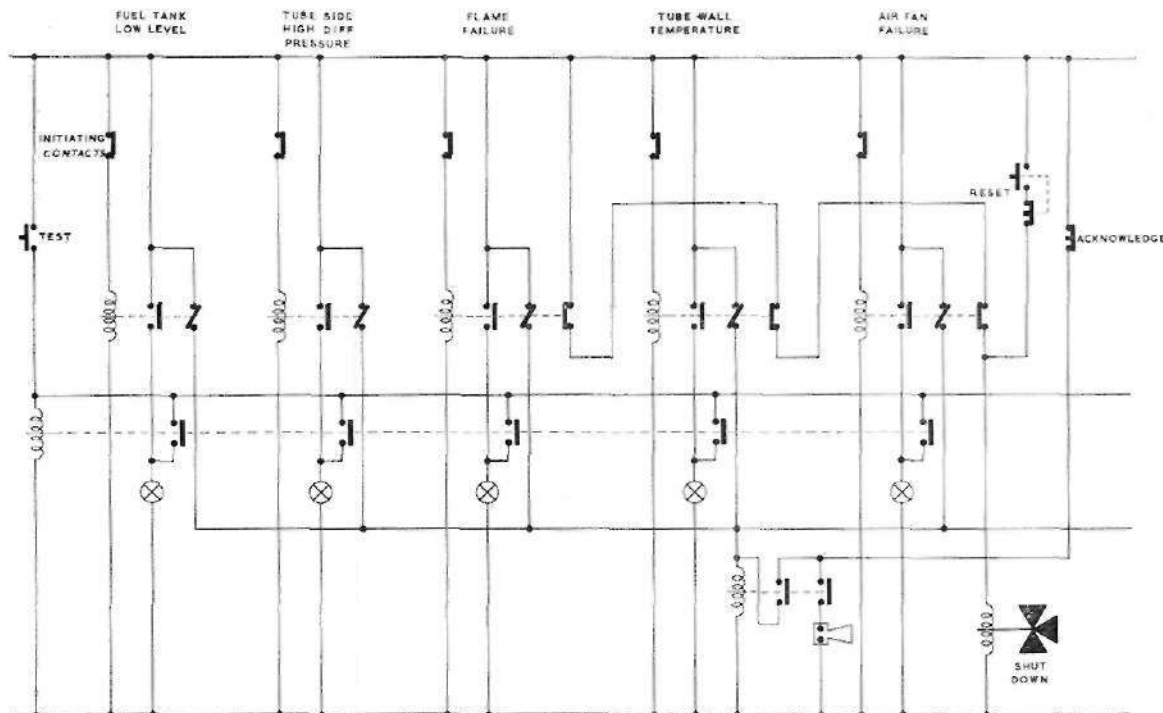 FUEL TANK
LOW LEVEL
TUBE SIDE
HIGH DIFF
PRESSURE
FLAME
FAILURE
TUBE WALL
TEMPERATURE
AIR FAN
FAILURE
INITIATING
CONTACTS
RESET
TEST
ACKNOWLEDGE
SHUT
DOWN